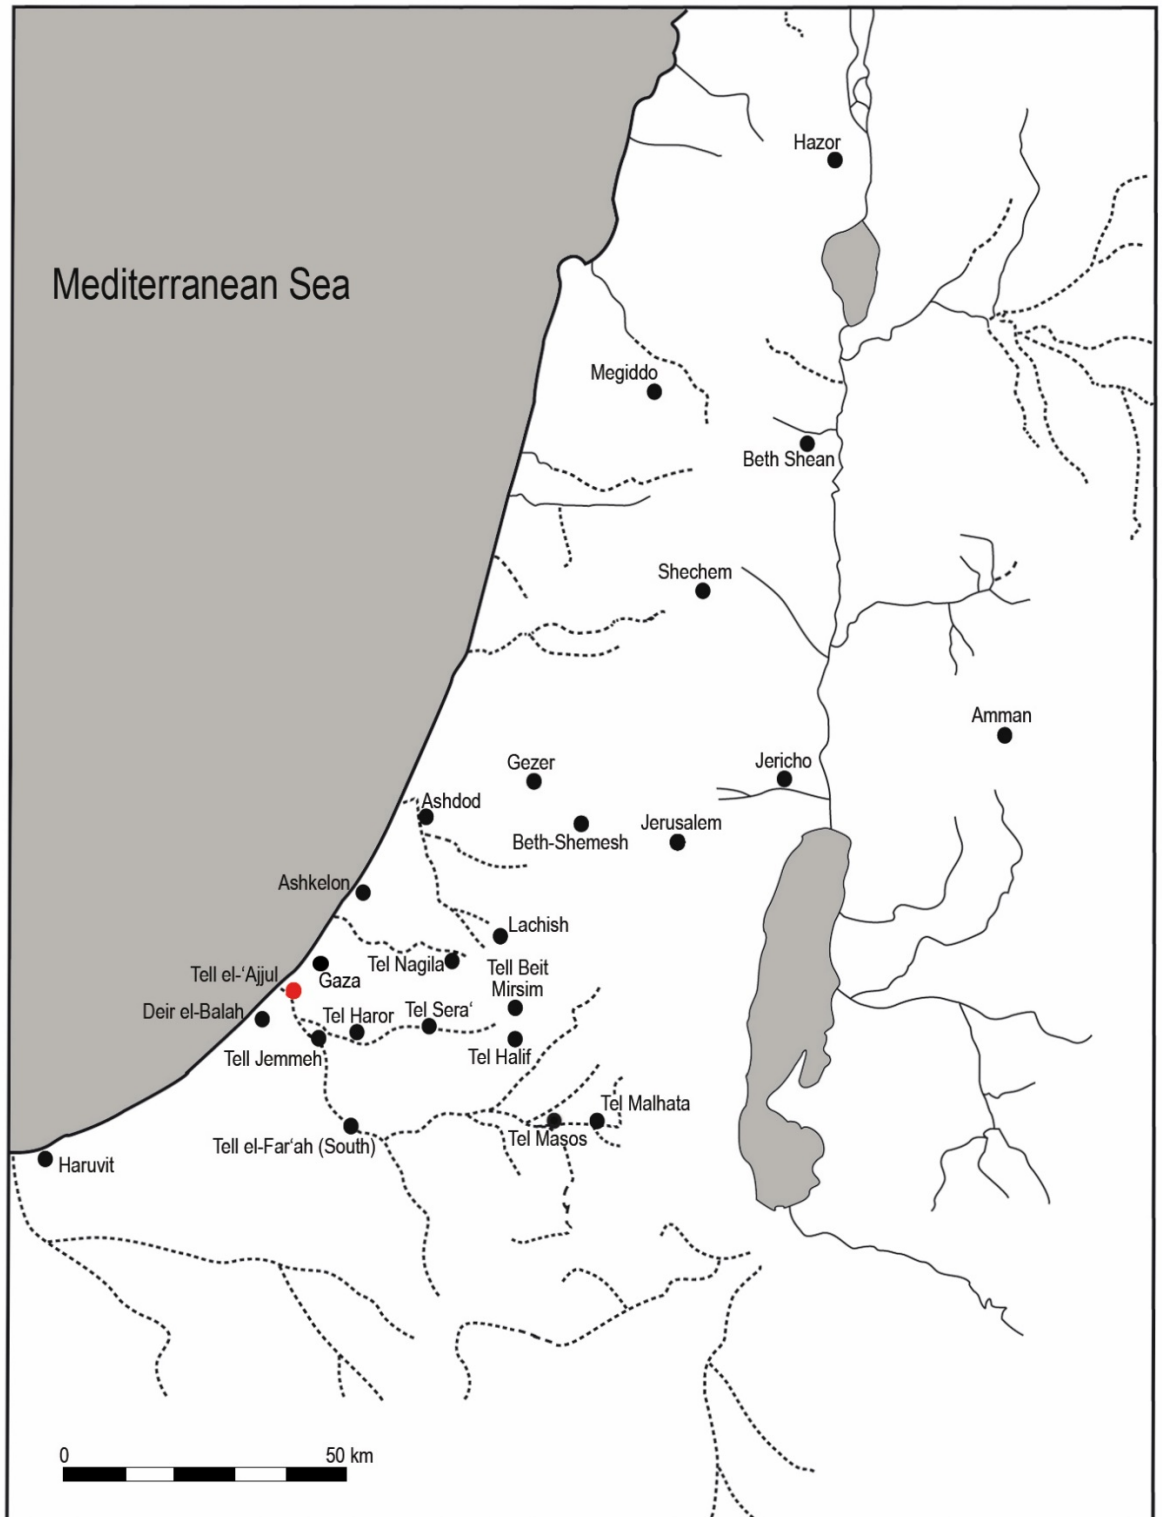 Hazor
Mediterranean Sea
Megiddo
Beth Shean
Shechem
Amman
Gezer
Jericho
Ashdod
Beth-Shemesh
Jerusalem
Ashkelon
Lachish
Tel Nagila
Tell el-‘Ajjul
Gaza
Tell Beit
Mirsim
Deir el-Balah
Tel Haror
Tel Sera‘
Tell Jemmeh
Tel Halif
Tel Malhata
Tel Masos
Tell el-Far‘ah (South)
Haruvit
0 50 km